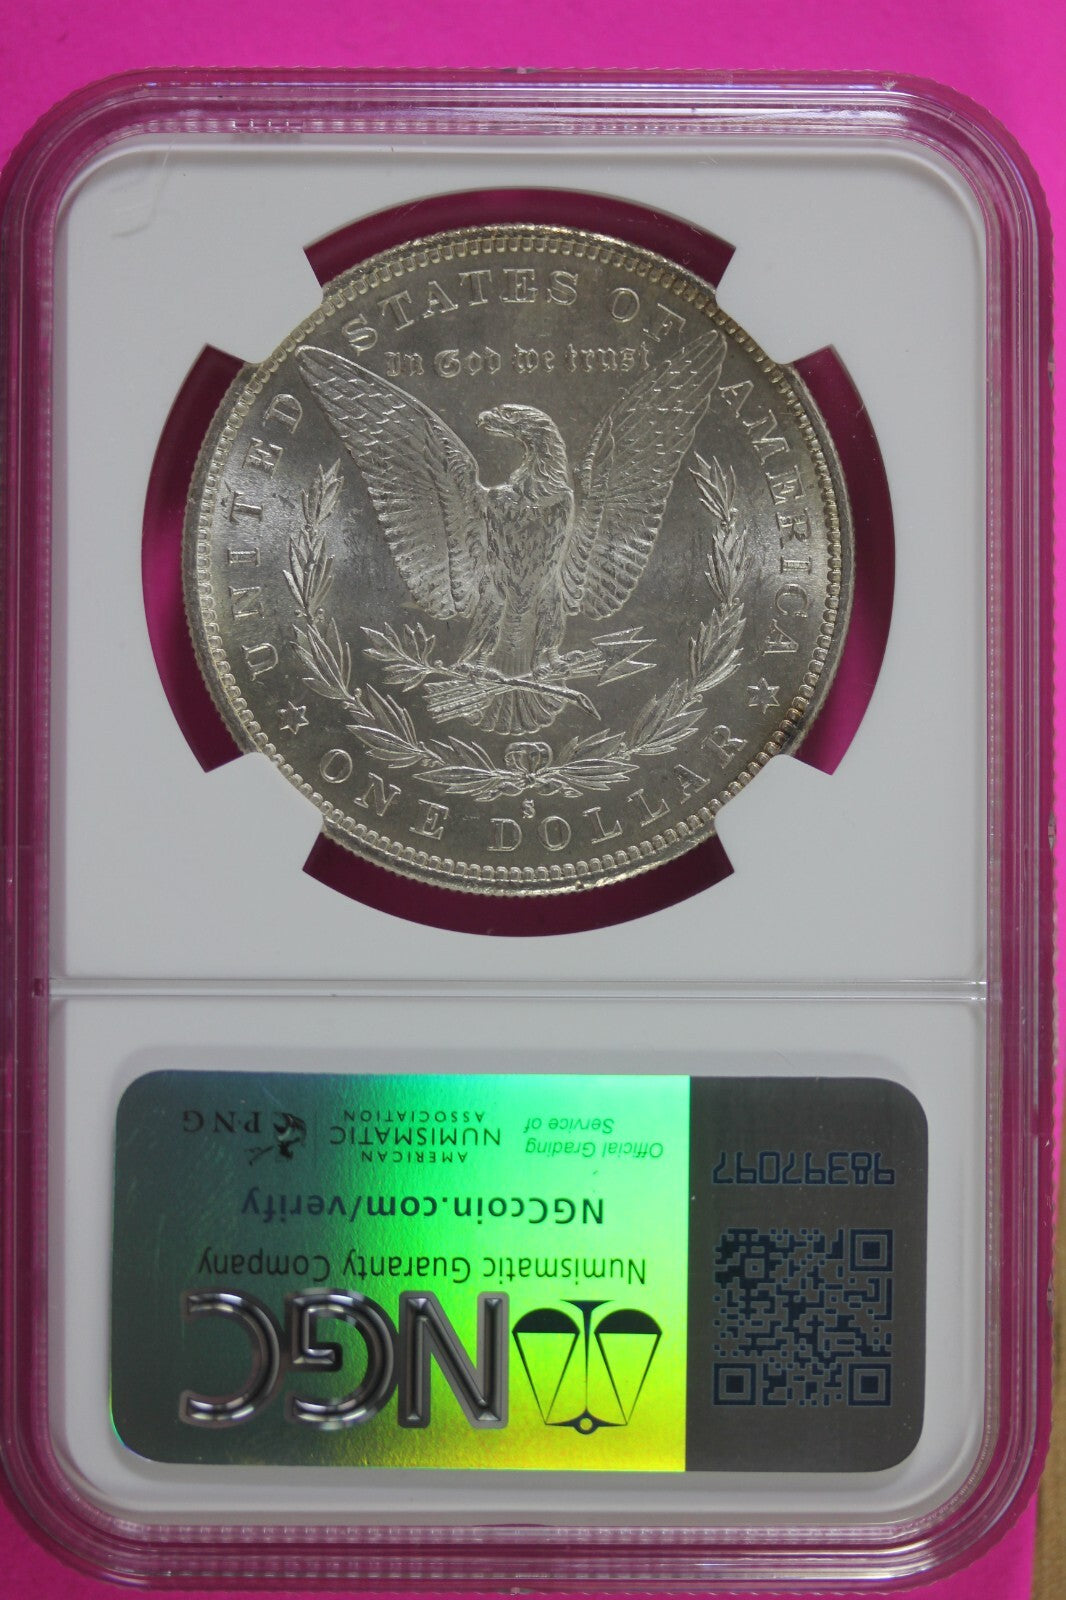 UNITED STATES OF AMERICA
In God we trust
S
ONE DOLLAR
NGC
Numismatic Guaranty Company
NGCcoin.com/verify
Official Grading
Service of
AMERICAN
NUMISMATIC
ASSOCIATION
PNG
98397097